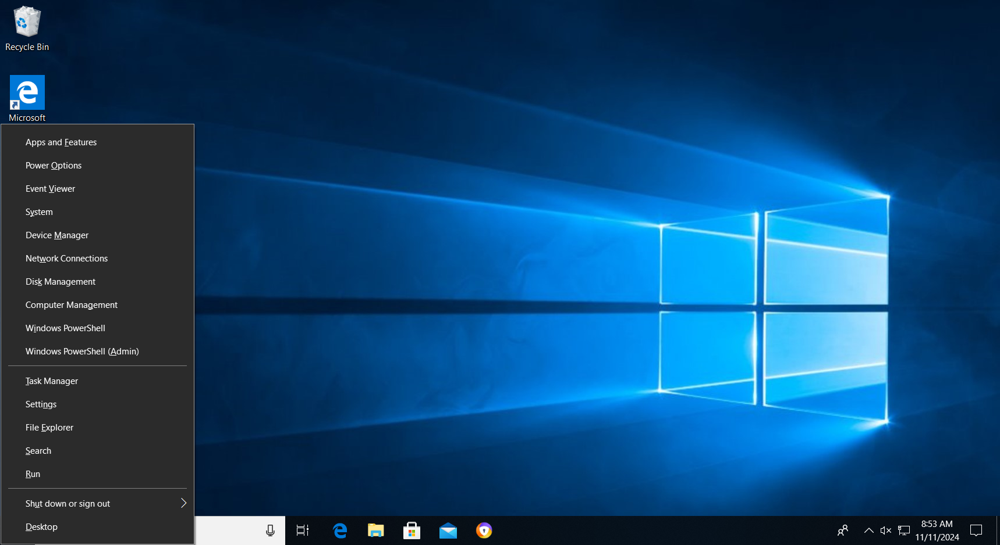 Recycle Bin
Microsoft
Apps and Features
Power Options
Event Viewer
System
Device Manager
Network Connections
Disk Management
Computer Management
Windows PowerShell
Windows PowerShell (Admin)
Task Manager
Settings
File Explorer
Search
Run
Shut down or sign out
Desktop
8:53 AM
11/11/2024